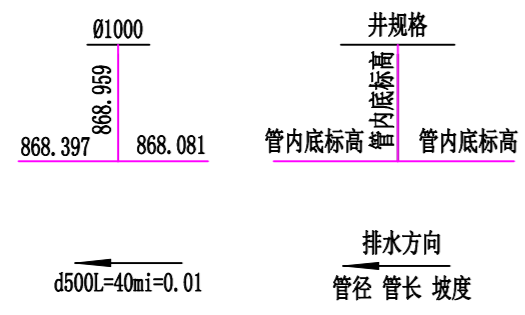 Ø1000
868.959
868.397
868.081
d500L=40mi=0.01
井规格
管内底标高
管内底标高
管内底标高
排水方向
管径 管长 坡度